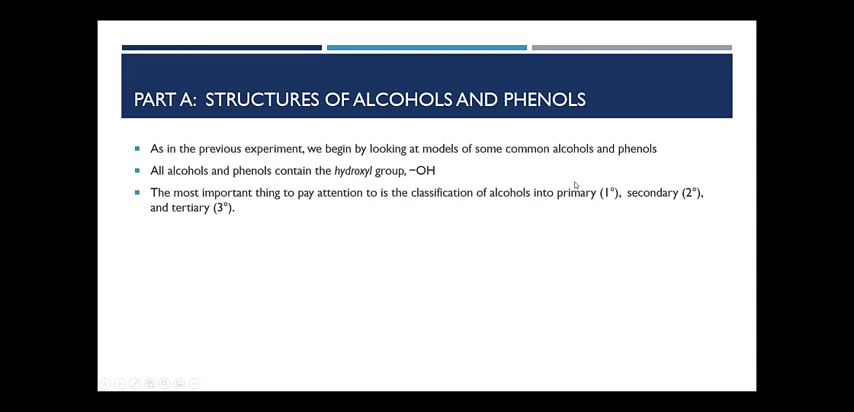 PART A: STRUCTURES OF ALCOHOLS AND PHENOLS
As in the previous experiment, we begin by looking at models of some common alcohols and phenols
All alcohols and phenols contain the hydroxyl group, −OH
The most important thing to pay attention to is the classification of alcohols into primary (1°), secondary (2°),
and tertiary (3°).